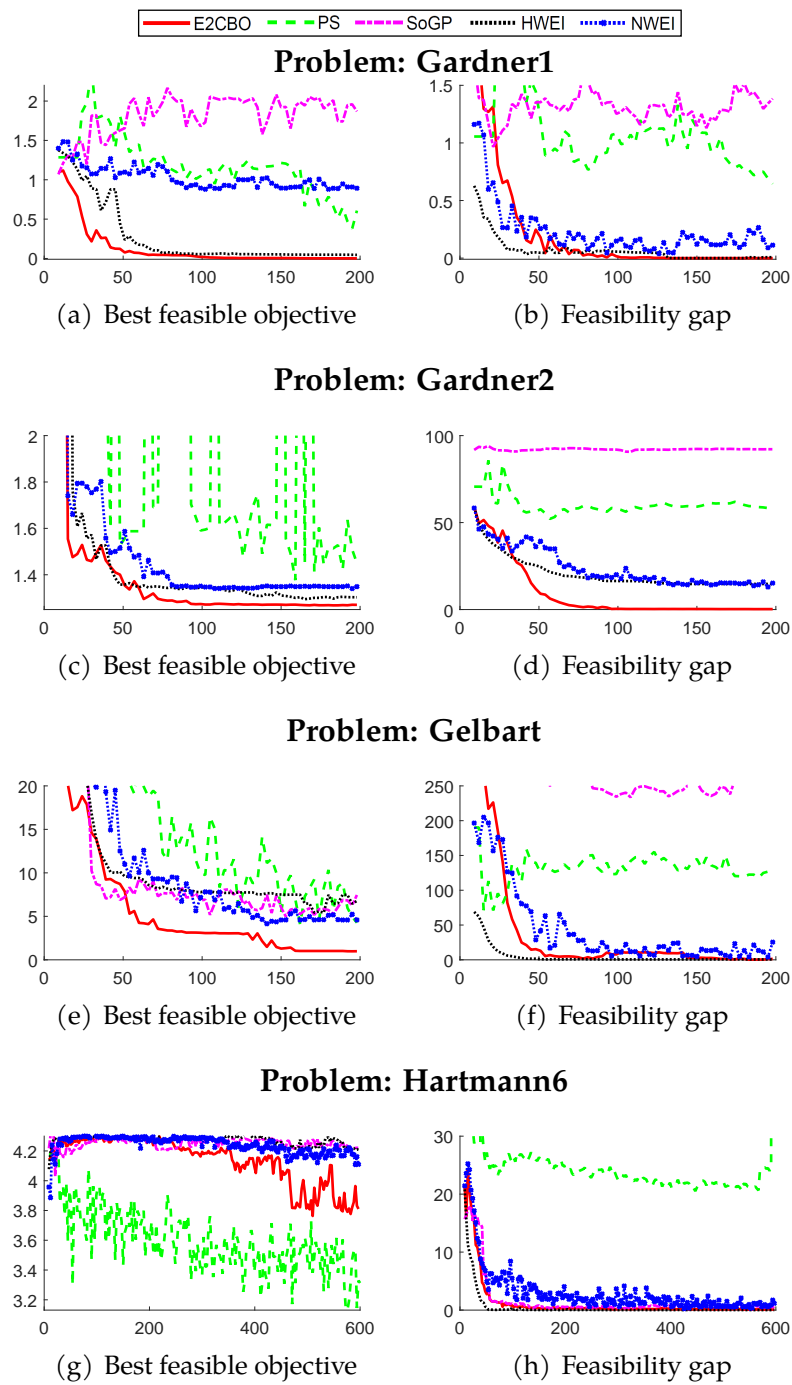 E2CBO PS SoGP HWEI NWEI
Problem: Gardner1
2
1.5
1
0.5
0
0 50 100 150 200
(a) Best feasible objective
1.5
1
0.5
0
0 50 100 150 200
(b) Feasibility gap
Problem: Gardner2
2
1.8
1.6
1.4
0 50 100 150 200
(c) Best feasible objective
100
50
0
0 50 100 150 200
(d) Feasibility gap
Problem: Gelbart
20
15
10
5
0
0 50 100 150 200
(e) Best feasible objective
250
200
150
100
50
0
0 50 100 150 200
(f) Feasibility gap
Problem: Hartmann6
4.2
4
3.8
3.6
3.4
3.2
0 200 400 600
(g) Best feasible objective
30
20
10
0
0 200 400 600
(h) Feasibility gap